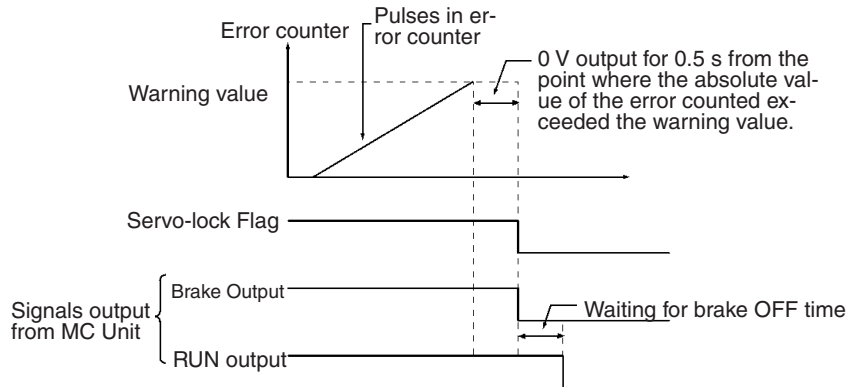 Error counter
Pulses in er-
ror counter
Warning value
0 V output for 0.5 s from the
point where the absolute val-
ue of the error counted ex-
ceeded the warning value.
Servo-lock Flag
Signals output
from MC Unit
Brake Output
Waiting for brake OFF time
RUN output